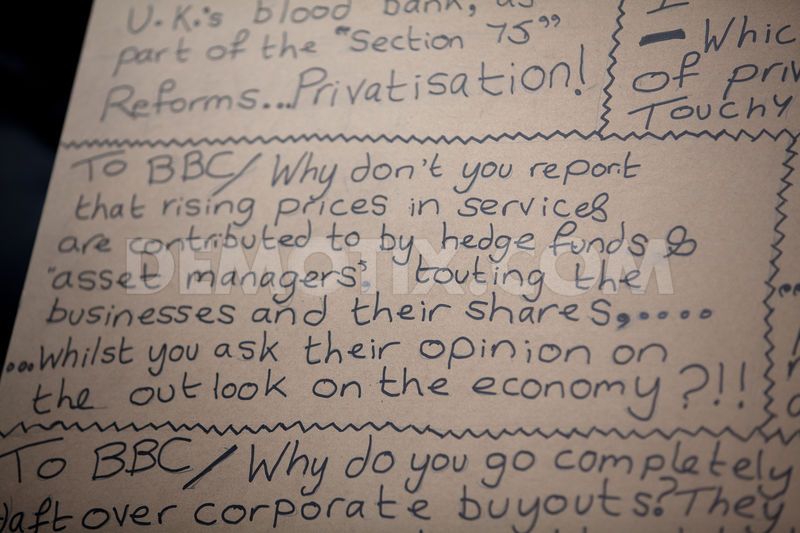 U.K.'s blood bank, as
part of the "Section 75"
Reforms...Privatisation!
– Whic
of priv
Touchy
To BBC/Why don't you report
that rising prices in services
are contributed to by hedge funds &
"asset managers", touting the
businesses and their shares,.....
...Whilst you ask their opinion on
the outlook on the economy?!!!
To BBC/Why do you go completely
daft over corporate buyouts? They
DEMOTIX.COM